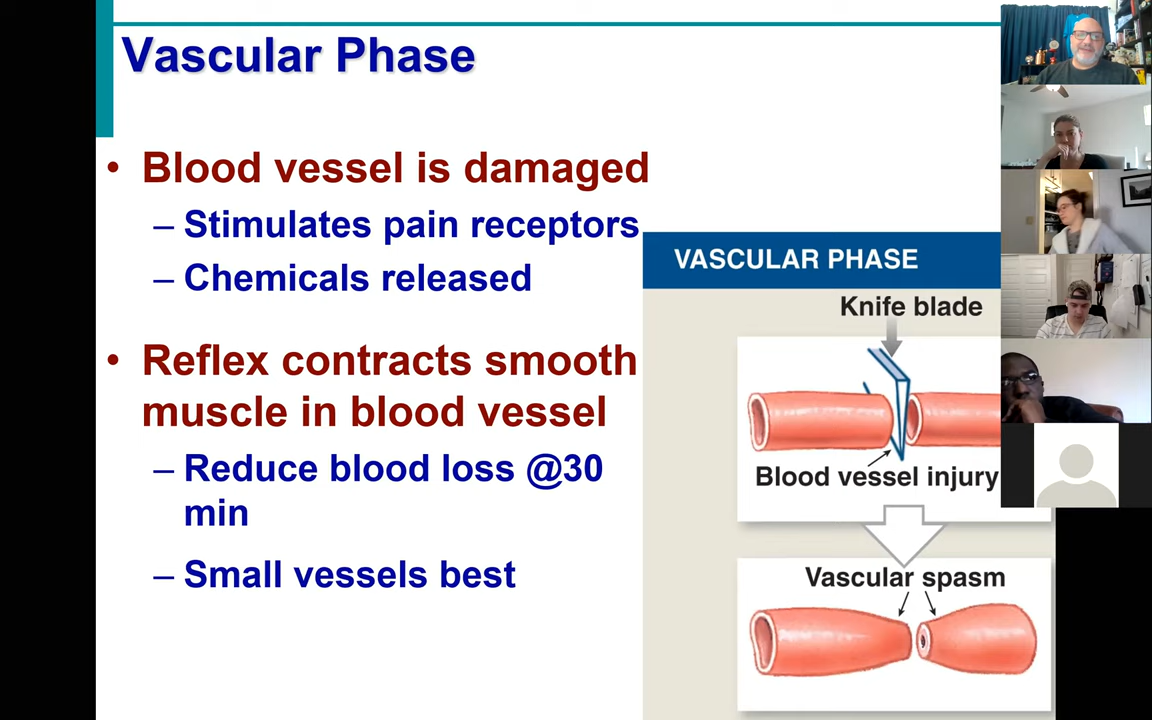 Vascular Phase
• Blood vessel is damaged
– Stimulates pain receptors
– Chemicals released
• Reflex contracts smooth
muscle in blood vessel
– Reduce blood loss @30
min
– Small vessels best
VASCULAR PHASE
Knife blade
Blood vessel injury
Vascular spasm